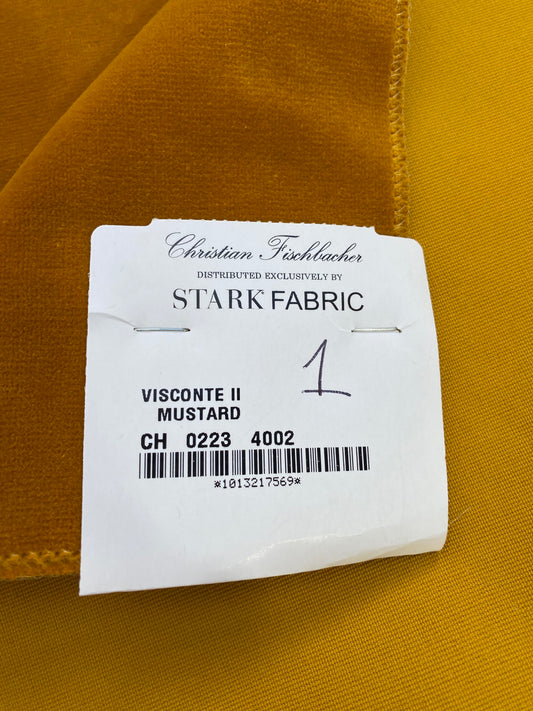 Christian Fischbacher
DISTRIBUTED EXCLUSIVELY BY
STARK FABRIC
1
VISCONTE II
MUSTARD
CH 0223 4002
*1013217569*